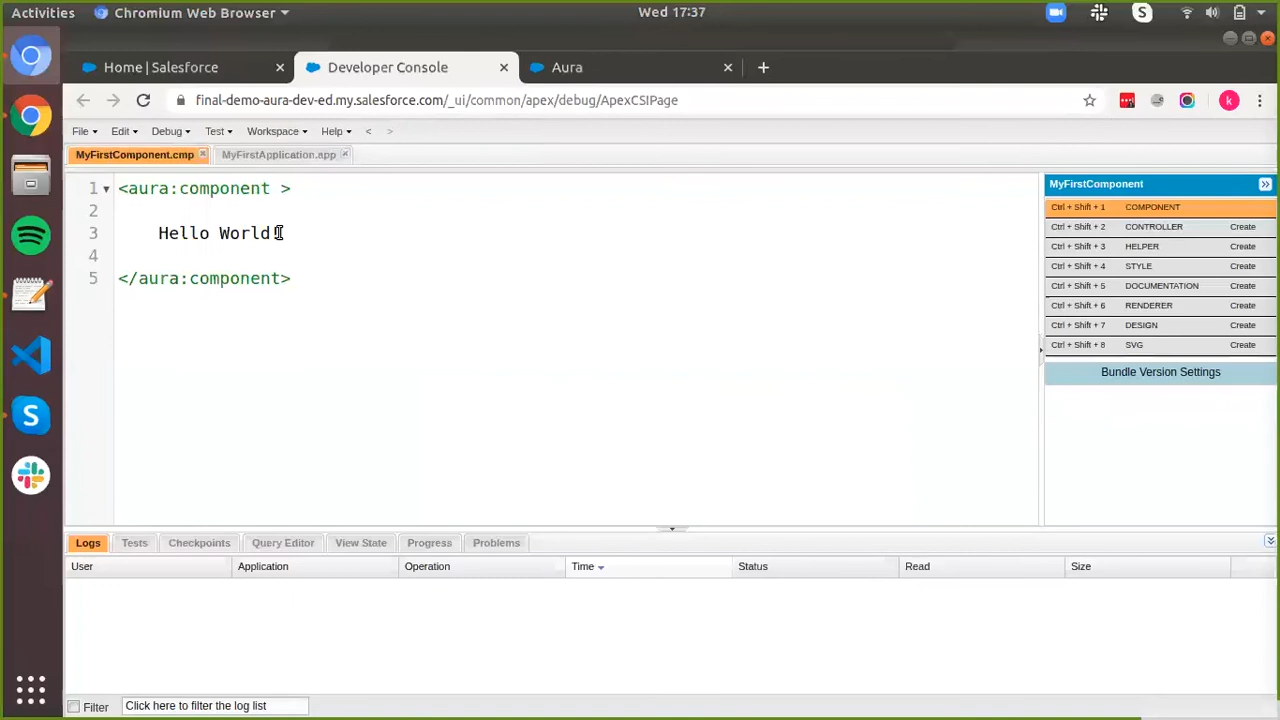 Activities Chromium Web Browser Wed 17:37
Home | Salesforce Developer Console Aura
final-demo-aura-dev-ed.my.salesforce.com/_ui/common/apex/debug/ApexCSIPage k
File Edit Debug Test Workspace Help < >
MyFirstComponent.cmp MyFirstApplication.app
1 <aura:component >
2
3 Hello World!
4
5 </aura:component>
MyFirstComponent
Ctrl + Shift + 1 COMPONENT
Ctrl + Shift + 2 CONTROLLER Create
Ctrl + Shift + 3 HELPER Create
Ctrl + Shift + 4 STYLE Create
Ctrl + Shift + 5 DOCUMENTATION Create
Ctrl + Shift + 6 RENDERER Create
Ctrl + Shift + 7 DESIGN Create
Ctrl + Shift + 8 SVG Create
Bundle Version Settings
Logs Tests Checkpoints Query Editor View State Progress Problems
User Application Operation Time Status Read Size
Filter Click here to filter the log list